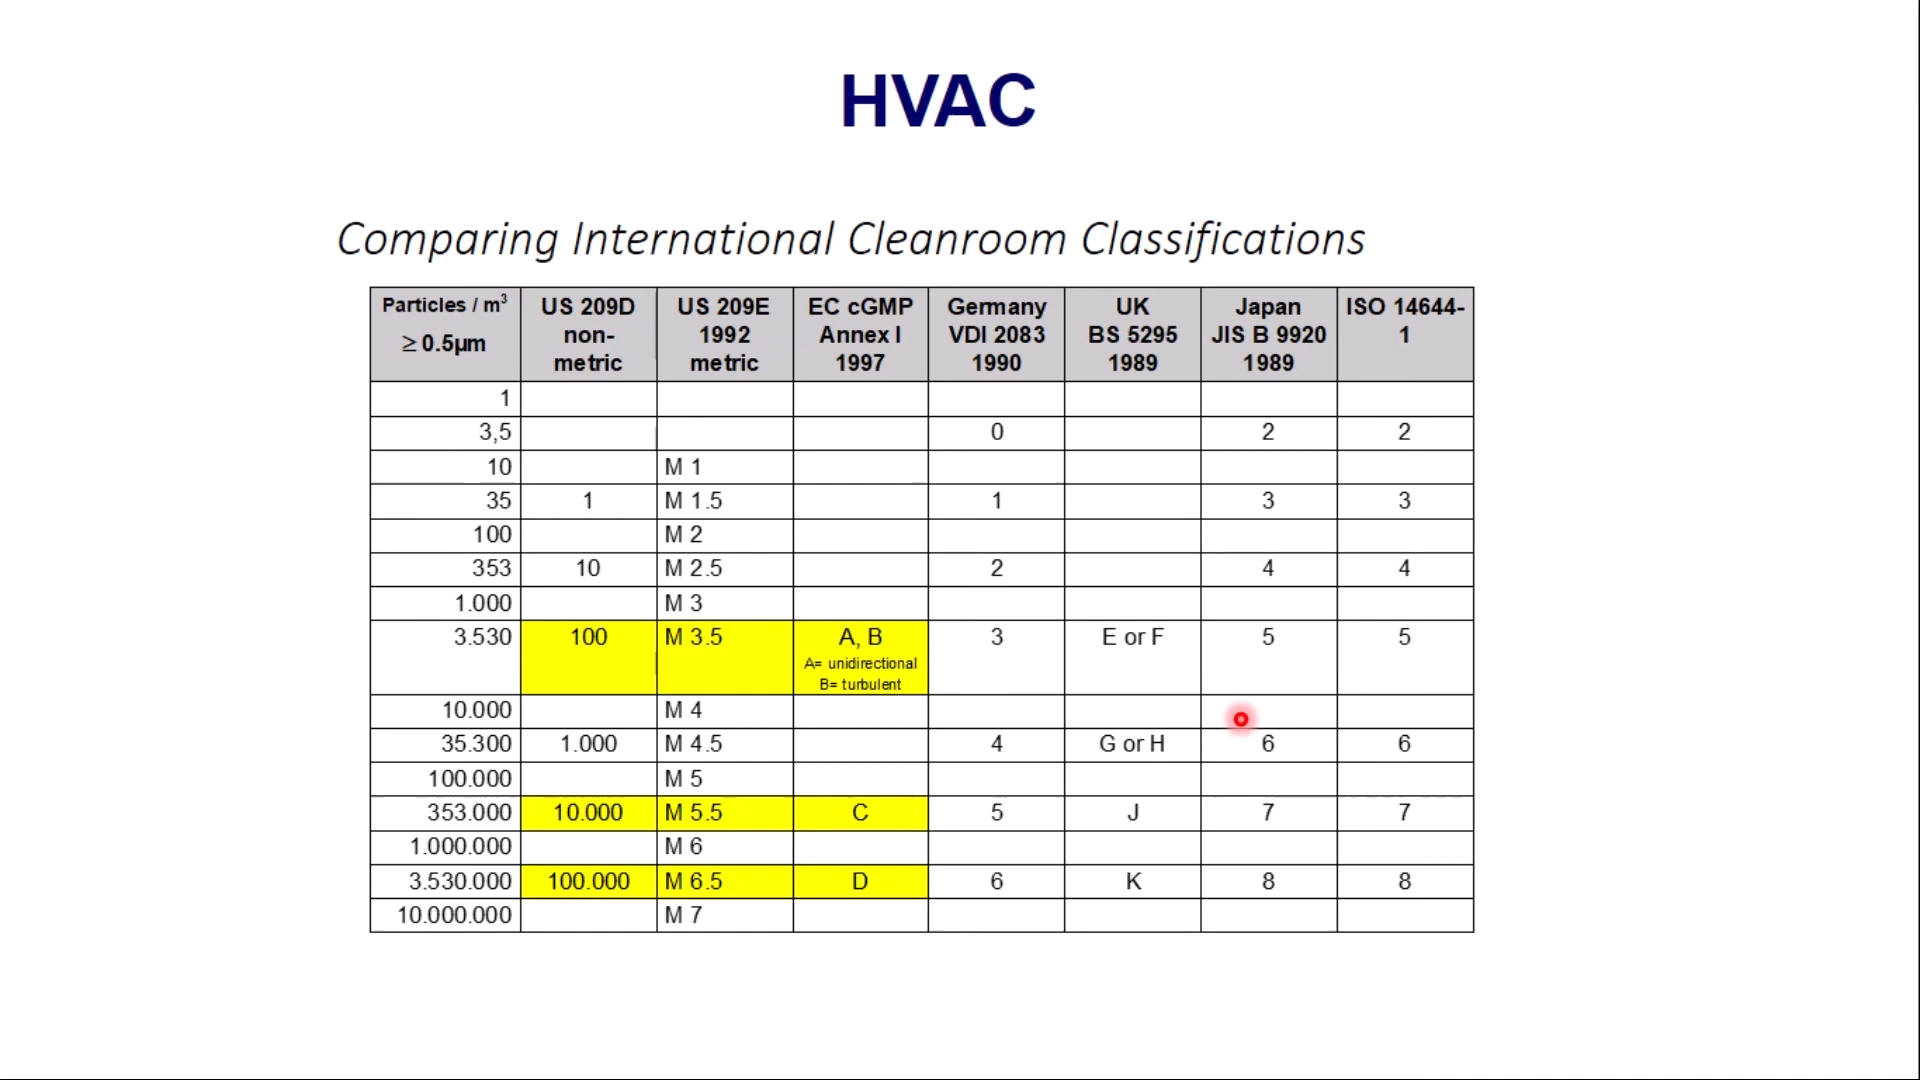 HVAC
Comparing International Cleanroom Classifications
Particles / m³ ≥ 0.5µm US 209D non-metric US 209E 1992 metric EC cGMP Annex I 1997 Germany VDI 2083 1990 UK BS 5295 1989 Japan JIS B 9920 1989 ISO 14644-1
1
3,5 0 2 2
10 M 1
35 1 M 1.5 1 3 3
100 M 2
353 10 M 2.5 2 4 4
1.000 M 3
3.530 100 M 3.5 A, B 3 E or F 5 5
A= unidirectional
B= turbulent
10.000 M 4
35.300 1.000 M 4.5 4 G or H 6 6
100.000 M 5
353.000 10.000 M 5.5 C 5 J 7 7
1.000.000 M 6
3.530.000 100.000 M 6.5 D 6 K 8 8
10.000.000 M 7